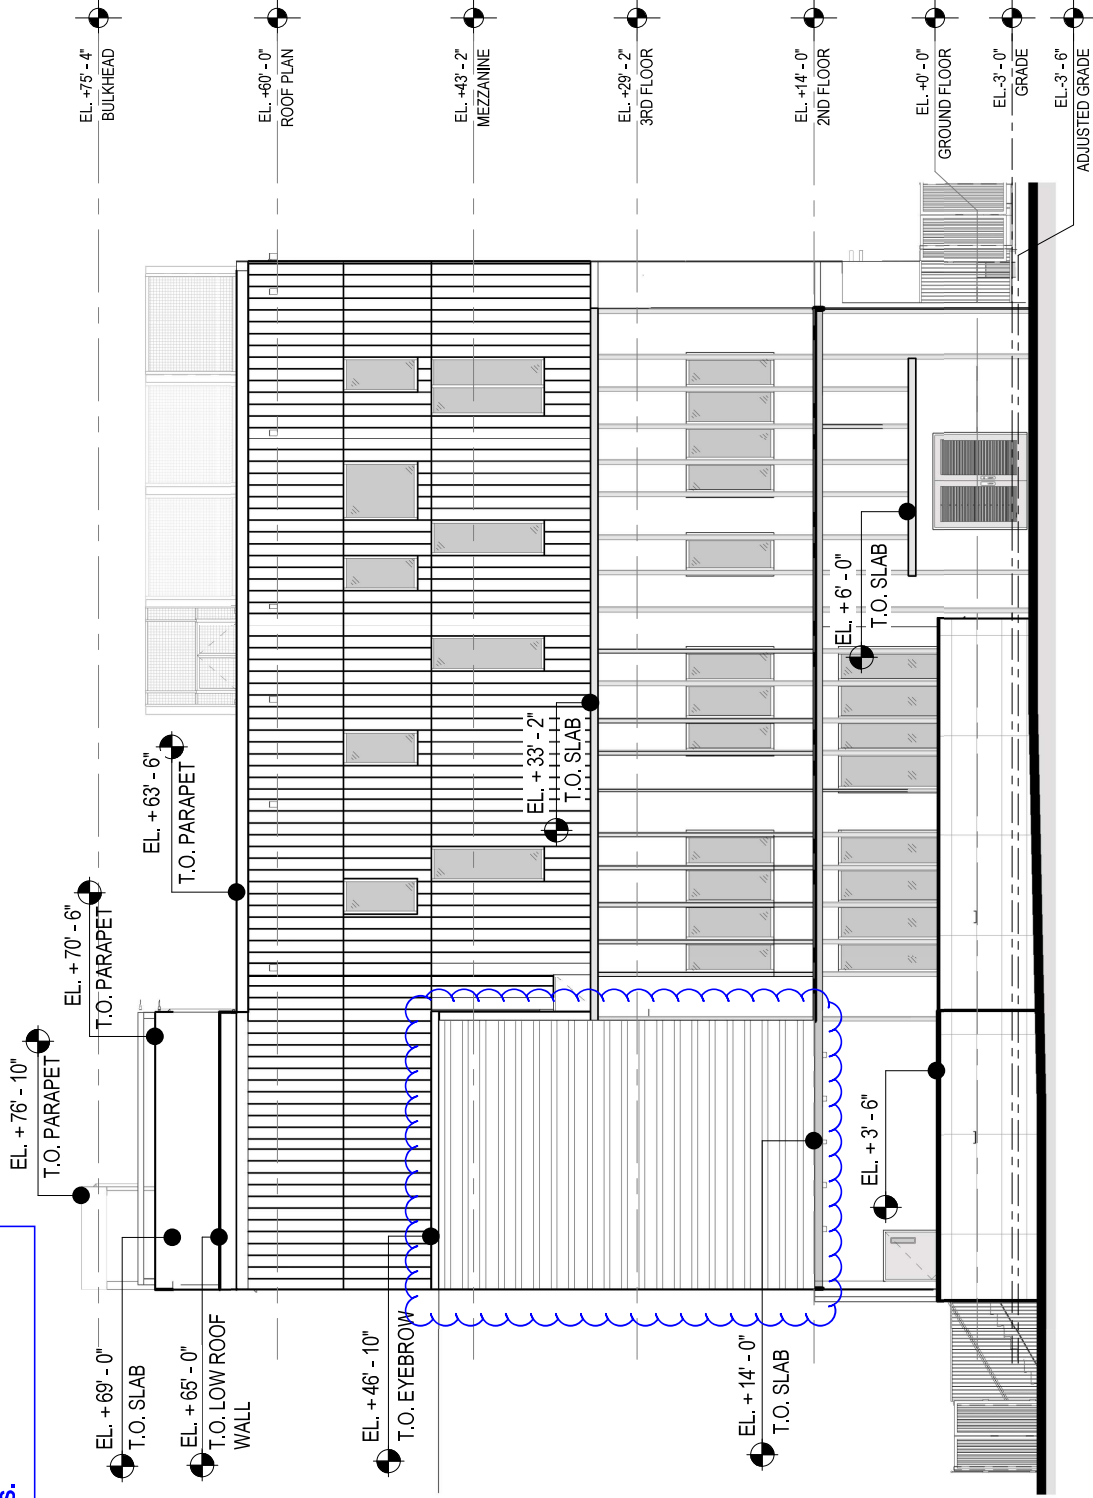 EL. +75' - 4"
BULKHEAD
EL. +60' - 0"
ROOF PLAN
EL. +43' - 2"
MEZZANINE
EL. +29' - 2"
3RD FLOOR
EL. +14' - 0"
2ND FLOOR
EL. +0' - 0"
GROUND FLOOR
EL.-3' - 0"
GRADE
EL.-3' - 6"
ADJUSTED GRADE
EL. + 76' - 10"
T.O. PARAPET
EL. + 70' - 6"
T.O. PARAPET
EL. + 63' - 6"
T.O. PARAPET
EL. + 33' - 2"
T.O. SLAB
EL. + 6' - 0"
T.O. SLAB
EL. + 3' - 6"
EL. + 69' - 0"
T.O. SLAB
EL. + 65' - 0"
T.O. LOW ROOF
WALL
EL. + 46' - 10"
T.O. EYEBROW
EL. + 14' - 0"
T.O. SLAB
s.